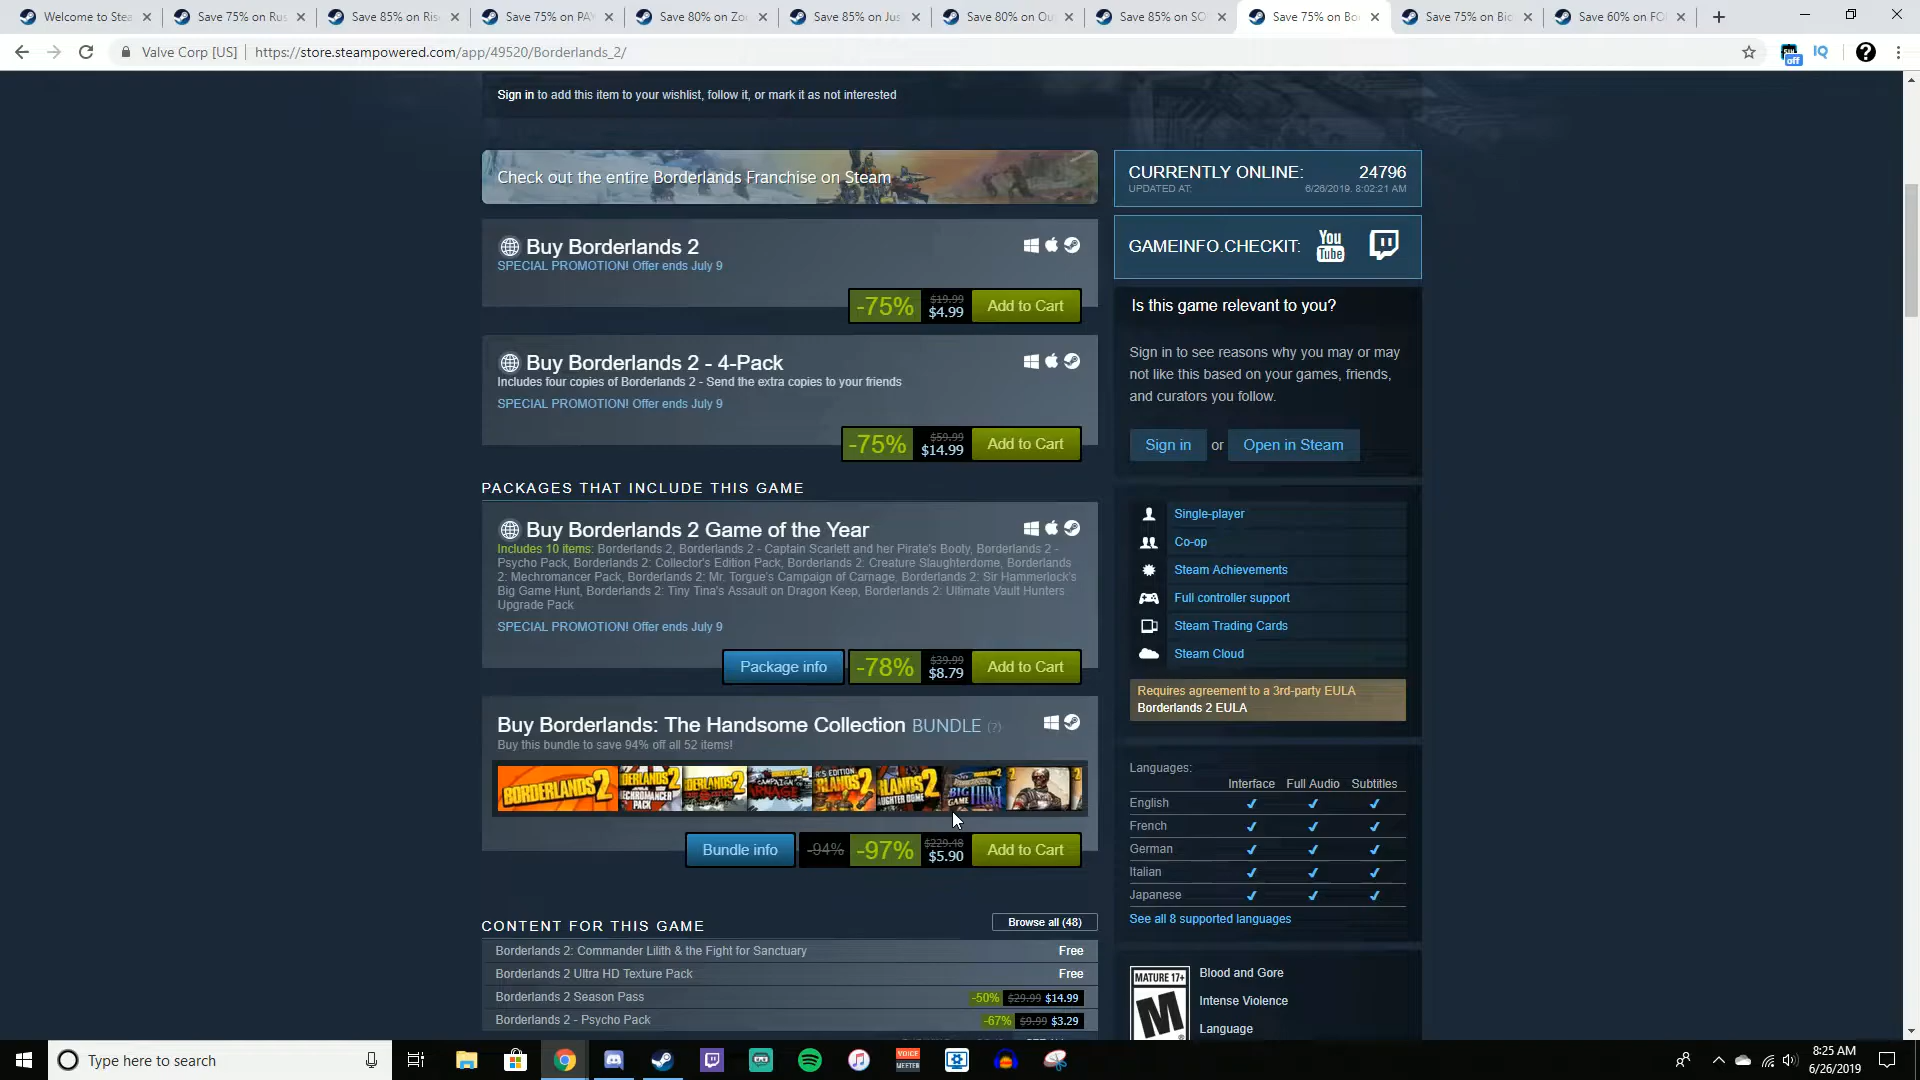 Welcome to Stea
Save 75% on Rus
Save 85% on Rise
Save 75% on PAY
Save 80% on Zo
Save 85% on Jus
Save 80% on Ou
Save 85% on SO
Save 75% on Bor
Save 75% on Bio
Save 60% on FO
Valve Corp [US]
https://store.steampowered.com/app/49520/Borderlands_2/
off
IQ
Sign in to add this item to your wishlist, follow it, or mark it as not interested
Check out the entire Borderlands Franchise on Steam
Buy Borderlands 2
SPECIAL PROMOTION! Offer ends July 9
-75% $19.99 $4.99 Add to Cart
Buy Borderlands 2 - 4-Pack
Includes four copies of Borderlands 2 - Send the extra copies to your friends
SPECIAL PROMOTION! Offer ends July 9
-75% $59.99 $14.99 Add to Cart
PACKAGES THAT INCLUDE THIS GAME
Buy Borderlands 2 Game of the Year
Includes 10 items: Borderlands 2, Borderlands 2 - Captain Scarlett and her Pirate's Booty, Borderlands 2 -
Psycho Pack, Borderlands 2: Collector's Edition Pack, Borderlands 2: Creature Slaughterdome, Borderlands
2: Mechromancer Pack, Borderlands 2: Mr. Torgue's Campaign of Carnage, Borderlands 2: Sir Hammerlock's
Big Game Hunt, Borderlands 2: Tiny Tina's Assault on Dragon Keep, Borderlands 2: Ultimate Vault Hunters
Upgrade Pack
SPECIAL PROMOTION! Offer ends July 9
Package info -78% $39.99 $8.79 Add to Cart
Buy Borderlands: The Handsome Collection BUNDLE (?)
Buy this bundle to save 94% off all 52 items!
BORDERLANDS 2
Bundle info -94% -97% $229.48 $5.90 Add to Cart
CONTENT FOR THIS GAME
Browse all (48)
Borderlands 2: Commander Lilith & the Fight for Sanctuary Free
Borderlands 2 Ultra HD Texture Pack Free
Borderlands 2 Season Pass -50% $29.99 $14.99
Borderlands 2 - Psycho Pack -67% $9.99 $3.29
CURRENTLY ONLINE: 24796
UPDATED AT: 6/26/2019, 8:02:21 AM
GAMEINFO.CHECKIT: You Tube
Is this game relevant to you?
Sign in to see reasons why you may or may
not like this based on your games, friends,
and curators you follow.
Sign in or Open in Steam
Single-player
Co-op
Steam Achievements
Full controller support
Steam Trading Cards
Steam Cloud
Requires agreement to a 3rd-party EULA
Borderlands 2 EULA
Languages:
Interface Full Audio Subtitles
English
French
German
Italian
Japanese
See all 8 supported languages
MATURE 17+
M
Blood and Gore
Intense Violence
Language
Type here to search
VOICE
MEETER
8:25 AM
6/26/2019